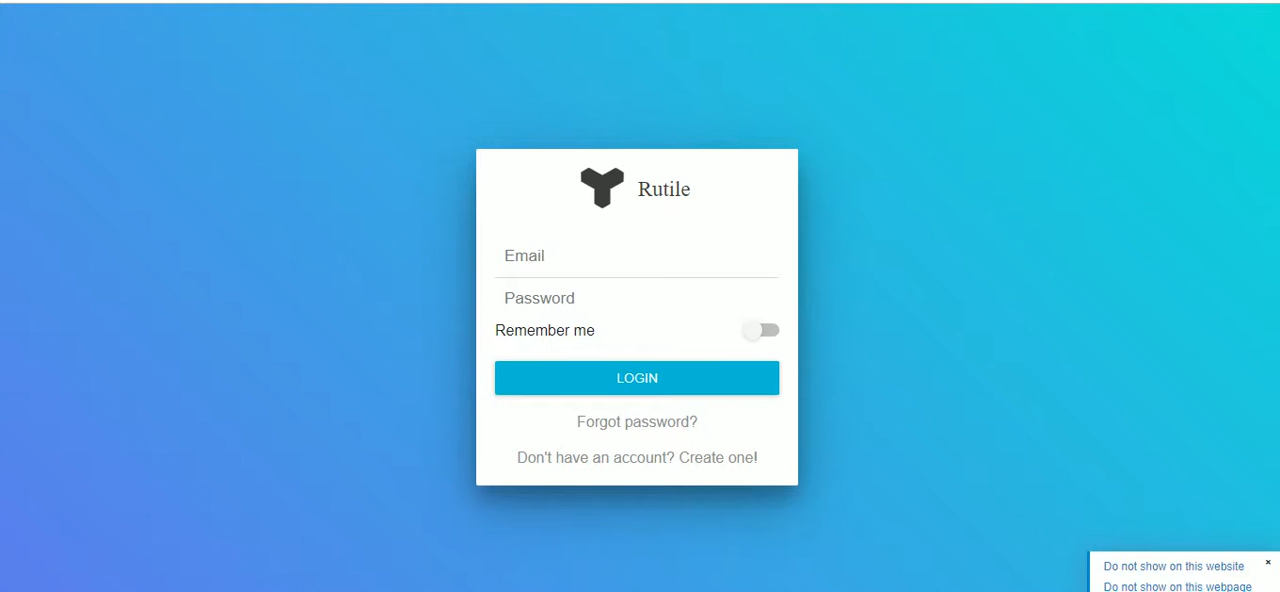 Rutile
Email
Password
Remember me
LOGIN
Forgot password?
Don't have an account? Create one!
Do not show on this website
×
Do not show on this webpage